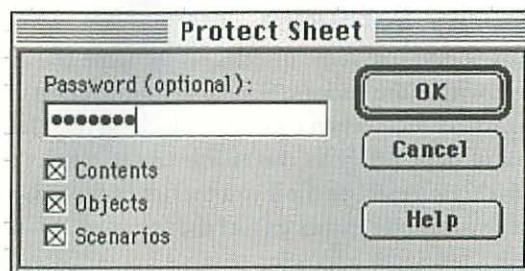 Protect Sheet
Password (optional):
•••••••
OK
Cancel
Contents
Objects
Scenarios
Help